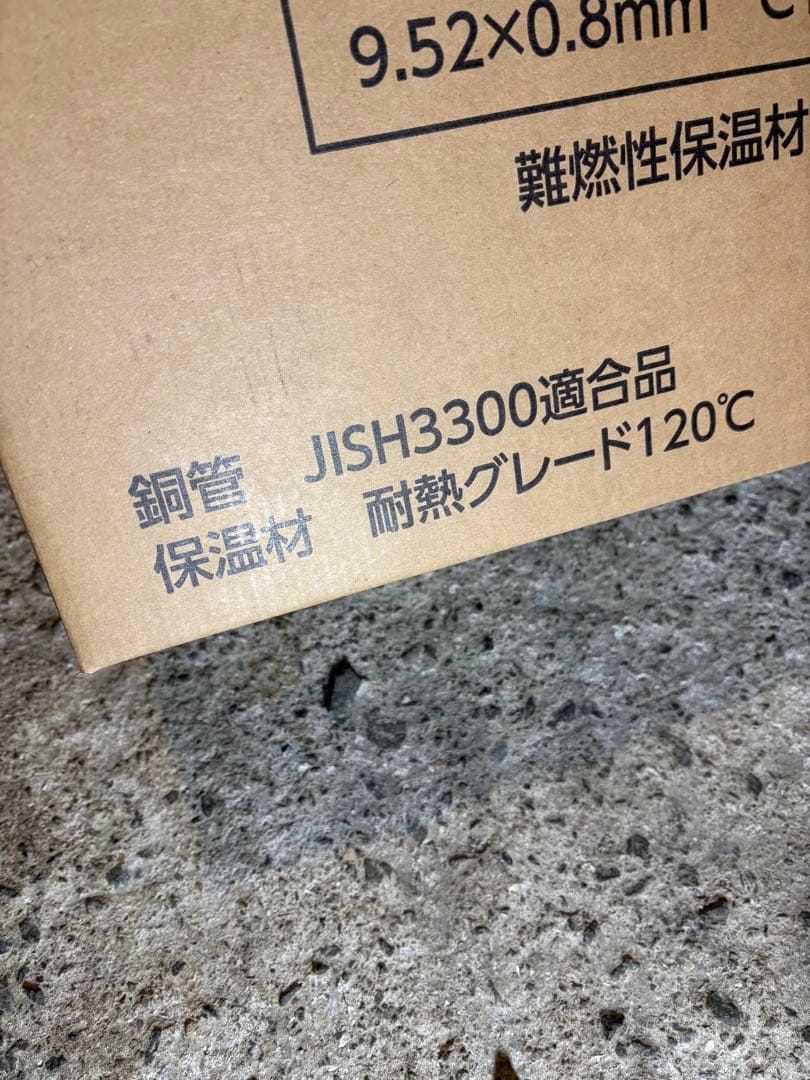 9.52×0.8mm
難燃性保温材
銅管 JISH3300適合品
保温材 耐熱グレード120℃